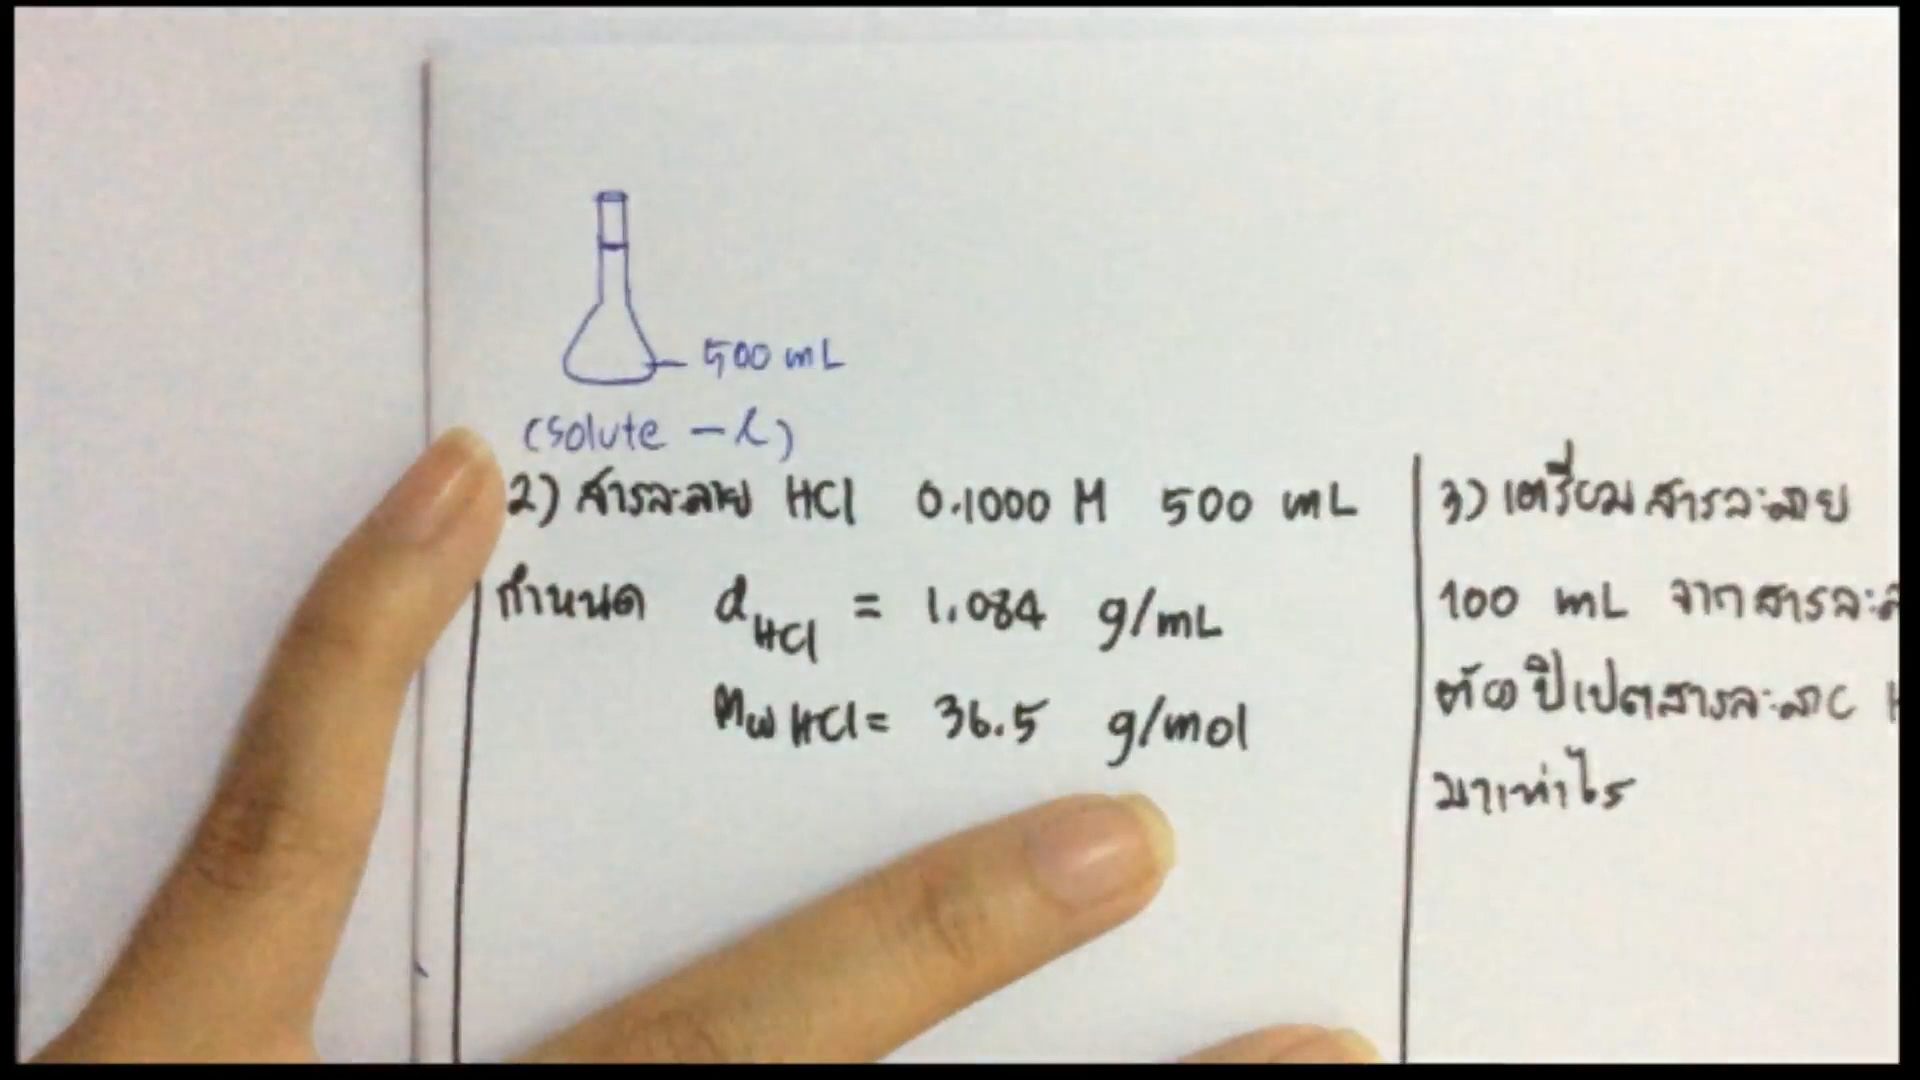 500 mL
(solute - l)
2) สารละลาย HCl 0.1000 M 500 mL
กำหนด dHCl = 1.084 g/mL
Mw HCl = 36.5 g/mol
3) เตรียมสารละลาย
100 mL จากสารละล
ต้องปิเปตสารละลาย
มาเท่าไร